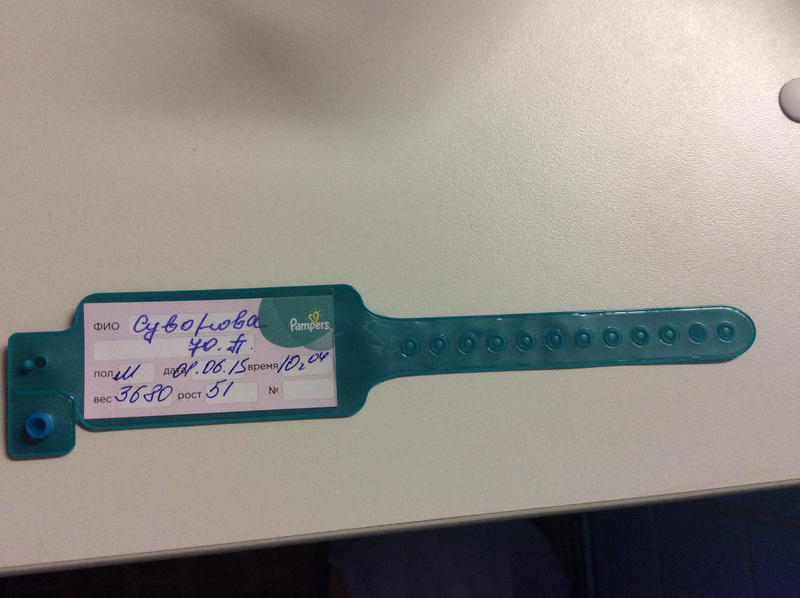 ФИО Суворова
Pampers
Ю. П.
пол М дата 01.06.15 время 10 04
вес 3680 рост 51 №